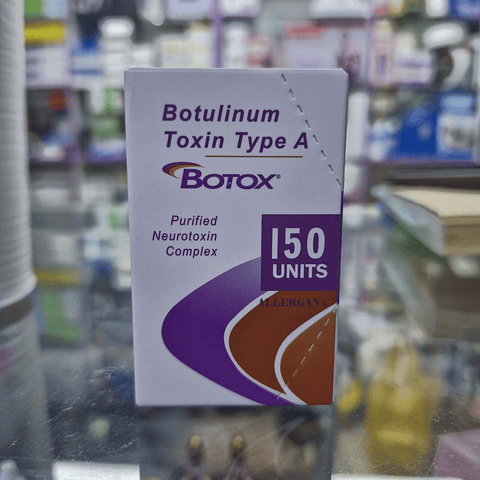 Botulinum
Toxin Type A
BOTOX®
Purified
Neurotoxin
Complex
150
UNITS
ALLERGAN